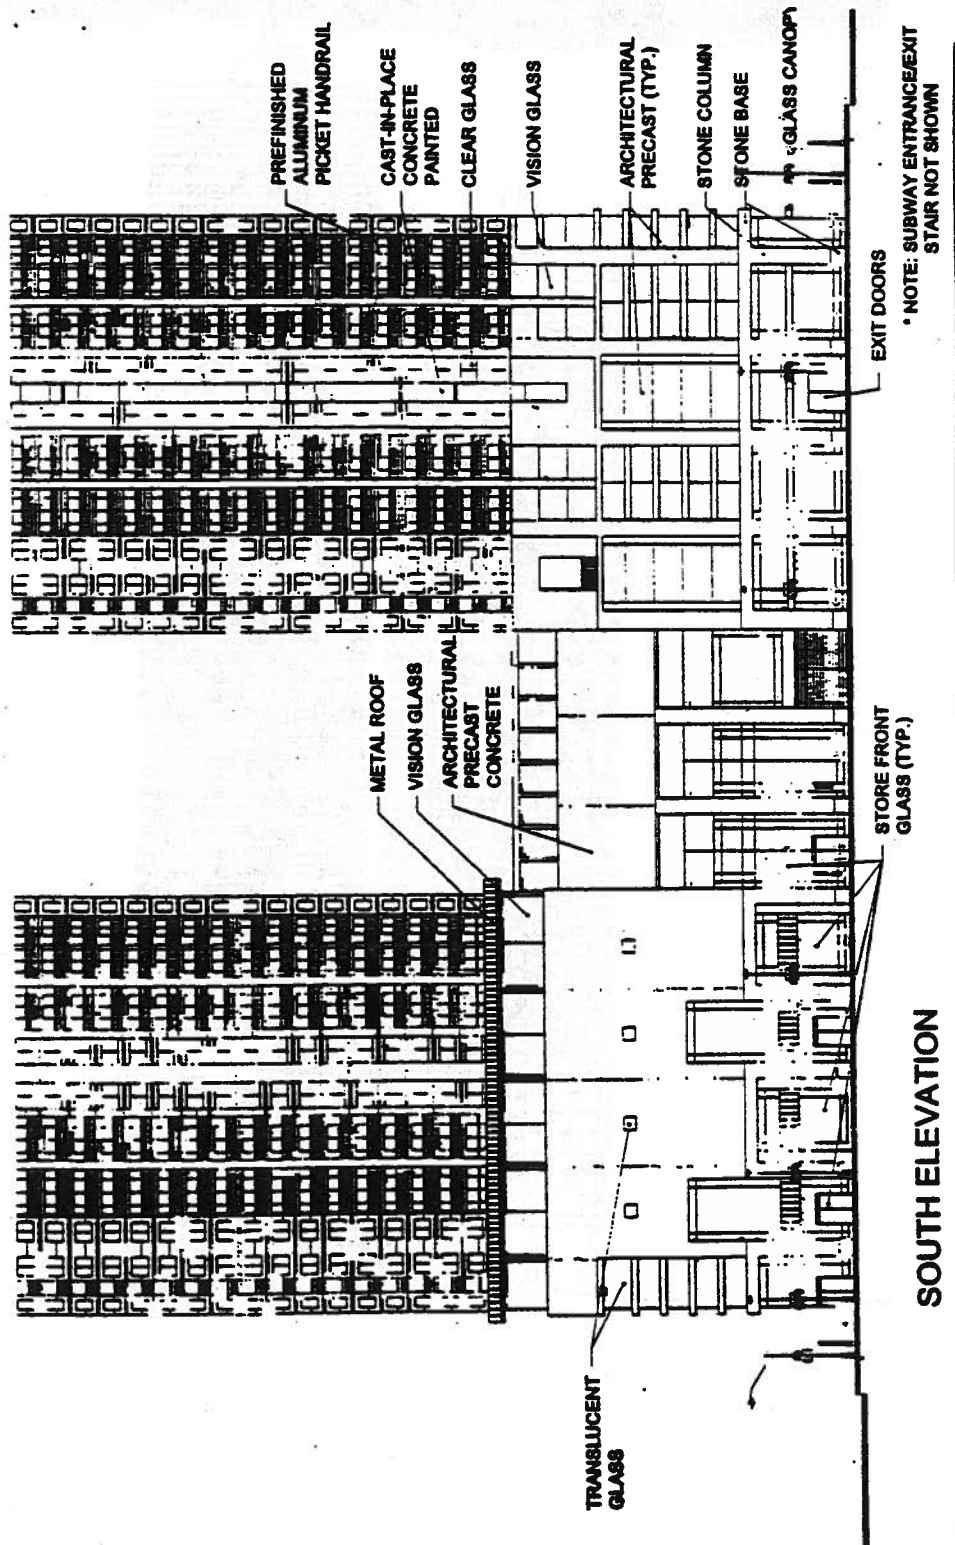 PREFINISHED
ALUMINUM
PICKET HANDRAIL
CAST-IN-PLACE
CONCRETE
PAINTED
CLEAR GLASS
VISION GLASS
ARCHITECTURAL
PRECAST (TYP.)
STONE COLUMN
STONE BASE
GLASS CANOPY
METAL ROOF
VISION GLASS
ARCHITECTURAL
PRECAST
CONCRETE
TRANSLUCENT
GLASS
STORE FRONT
GLASS (TYP.)
EXIT DOORS
* NOTE: SUBWAY ENTRANCE/EXIT
STAIR NOT SHOWN
SOUTH ELEVATION